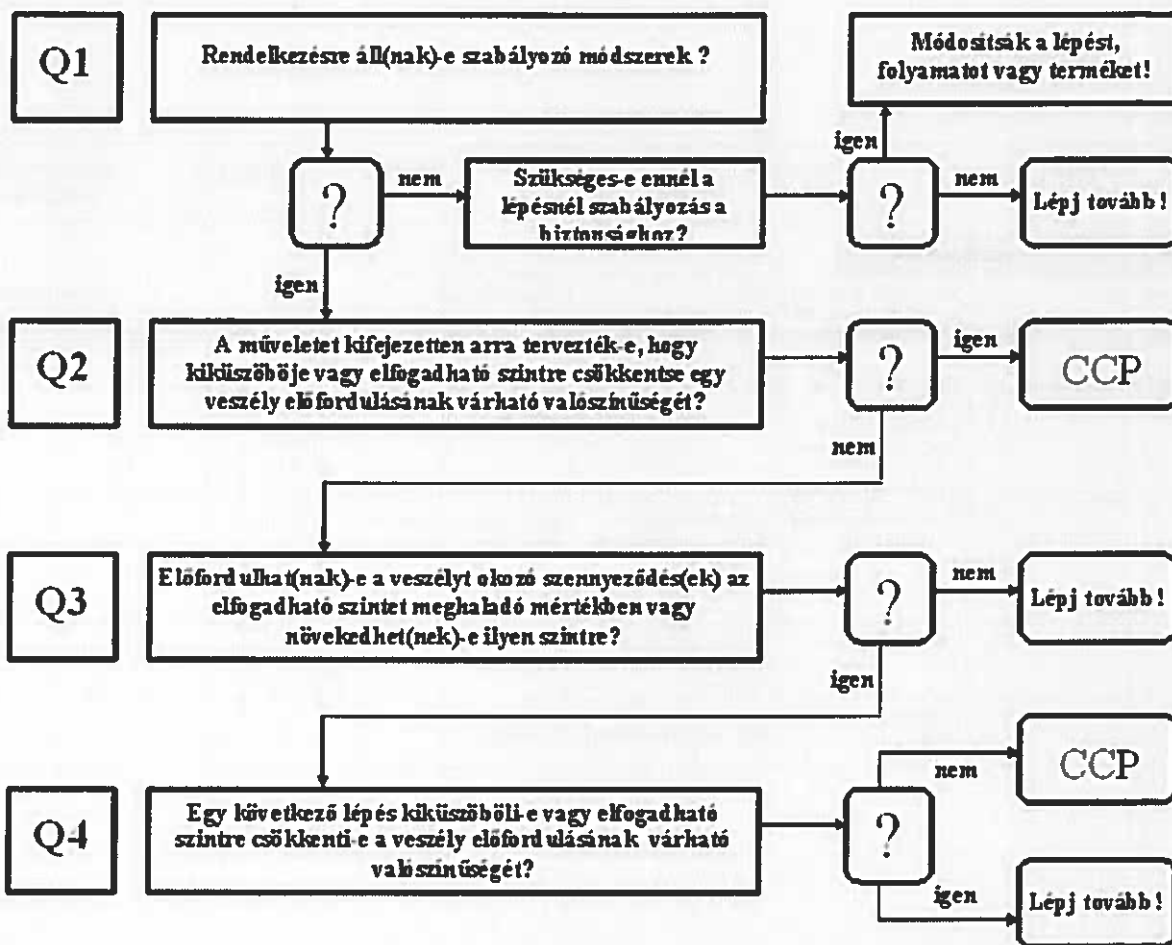 Q1
Rendelkezésre áll(nak)-e szabályozó módszerek ?
Módosítsák a lépést,
folyamatot vagy terméket!
igen
?
nem
Szükséges-e ennél a
lépésnél szabályozás a
biztonsághoz?
?
nem
Lépj tovább !
igen
Q2
A műveletet kifejezetten arra tervezték-e, hogy
kiküszöböje vagy elfogadható szintre csökkentse egy
veszély előfordulásának várható valószínűségét?
?
igen
CCP
nem
Q3
Előfordulhat(nak)-e a veszélyt okozó szennyeződés(ek) az
elfogadható szintet meghaladó mértékben vagy
növekedhet(nek)-e ilyen szintre?
?
nem
Lépj tovább !
igen
Q4
Egy következő lépés kiküszöböli-e vagy elfogadható
szintre csökkenti-e a veszély előfordulásának várható
valószínűségét?
?
nem
CCP
igen
Lépj tovább !